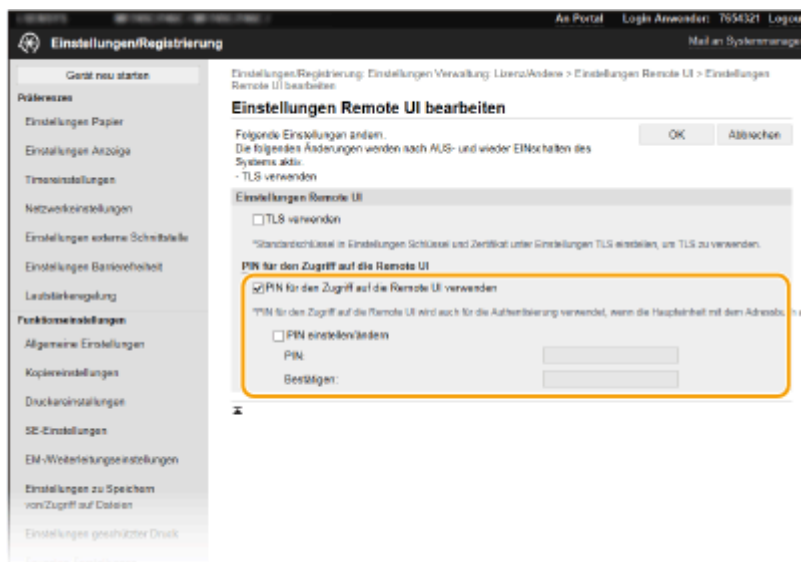 An Portal Login Anwender: 7654321 Logou
Einstellungen/Registrierung
Mail an Systemmanage
Gerät neu starten
Präferenzen
Einstellungen Papier
Einstellungen Anzeige
Timereinstellungen
Netzwerkeinstellungen
Einstellungen externe Schnittstelle
Einstellungen Barrierefreiheit
Lautstärkeregelung
Funktionseinstellungen
Allgemeine Einstellungen
Kopiereinstellungen
Druckereinstellungen
SE-Einstellungen
EM-/Weiterleitungseinstellungen
Einstellungen zu Speichern
von/Zugriff auf Dateien
Einstellungen geschützter Druck
Einstellungen/Registrierung: Einstellungen Verwaltung: Lizenz/Andere > Einstellungen Remote UI > Einstellungen
Remote UI bearbeiten
Einstellungen Remote UI bearbeiten
Folgende Einstellungen ändern.
Die folgenden Änderungen werden nach AUS- und wieder EINschalten des
Systems aktiv.
- TLS verwenden
OK Abbrechen
Einstellungen Remote UI
TLS verwenden
*Standardschlüssel in Einstellungen Schlüssel und Zertifikat unter Einstellungen TLS einstellen, um TLS zu verwenden.
PIN für den Zugriff auf die Remote UI
PIN für den Zugriff auf die Remote UI verwenden
*PIN für den Zugriff auf die Remote UI wird auch für die Authentisierung verwendet, wenn die Haupteinheit mit dem Adressbuch
PIN einstellen/ändern
PIN:
Bestätigen: